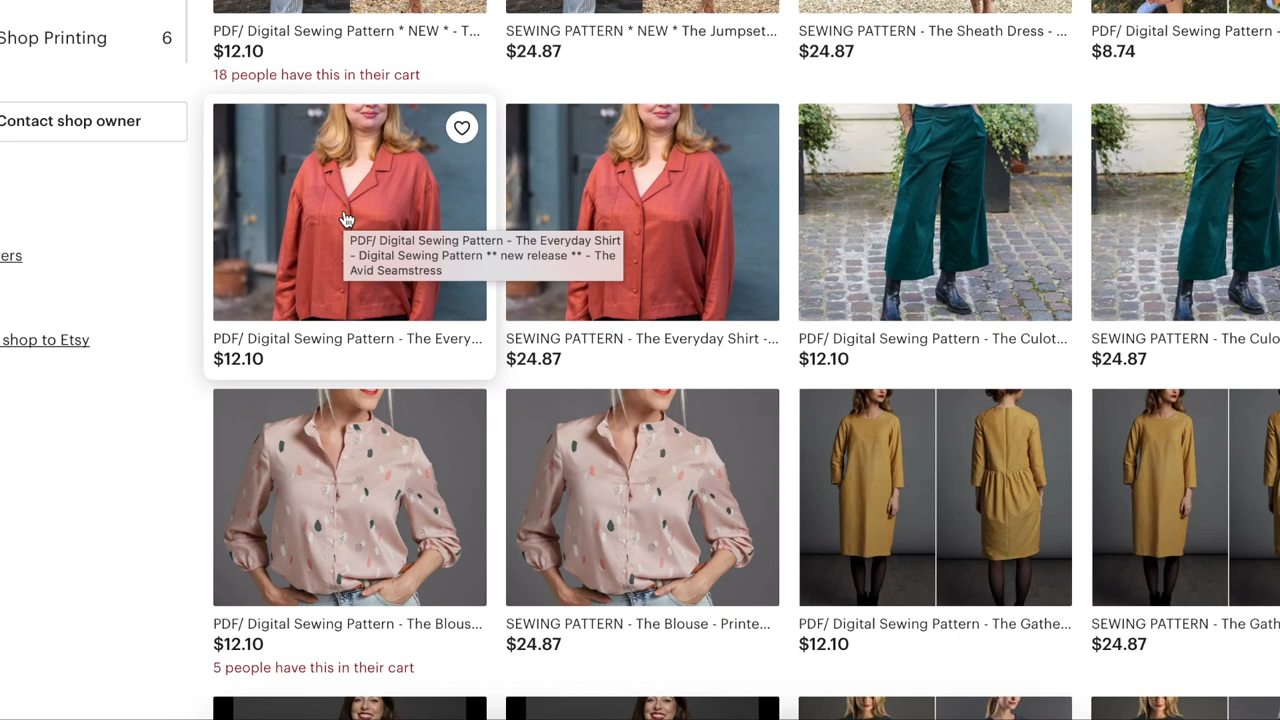 Shop Printing 6
Contact shop owner
ers
shop to Etsy
PDF/ Digital Sewing Pattern * NEW * - T...
$12.10
18 people have this in their cart
SEWING PATTERN * NEW * The Jumpset...
$24.87
SEWING PATTERN - The Sheath Dress - ...
$24.87
PDF/ Digital Sewing Pattern -
$8.74
PDF/ Digital Sewing Pattern - The Everyday Shirt
- Digital Sewing Pattern ** new release ** - The
Avid Seamstress
PDF/ Digital Sewing Pattern - The Every...
$12.10
SEWING PATTERN - The Everyday Shirt -...
$24.87
PDF/ Digital Sewing Pattern - The Culot...
$12.10
SEWING PATTERN - The Culo
$24.87
PDF/ Digital Sewing Pattern - The Blous...
$12.10
5 people have this in their cart
SEWING PATTERN - The Blouse - Printe...
$24.87
PDF/ Digital Sewing Pattern - The Gathe...
$12.10
SEWING PATTERN - The Gath
$24.87